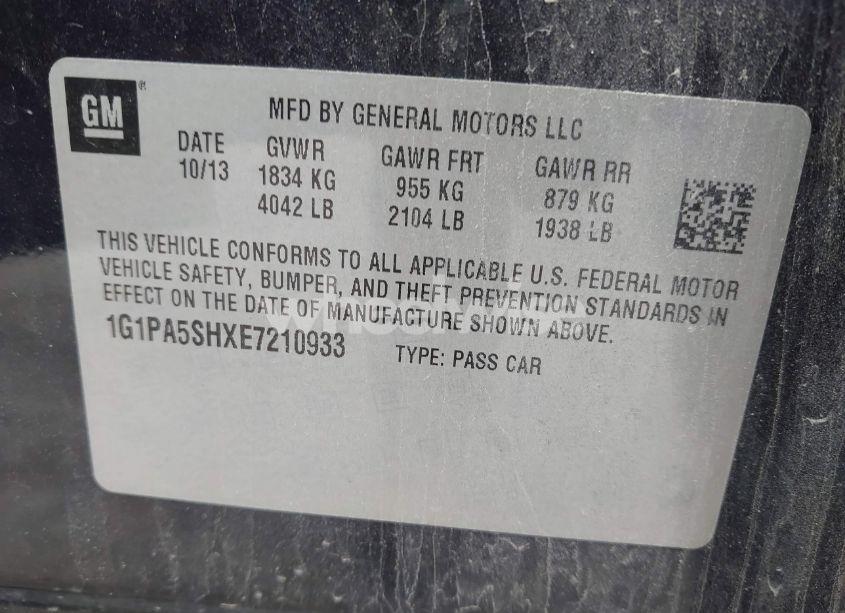 GM
MFD BY GENERAL MOTORS LLC
DATE GVWR GAWR FRT GAWR RR
10/13 1834 KG 955 KG 879 KG
4042 LB 2104 LB 1938 LB
THIS VEHICLE CONFORMS TO ALL APPLICABLE U.S. FEDERAL MOTOR
VEHICLE SAFETY, BUMPER, AND THEFT PREVENTION STANDARDS IN
EFFECT ON THE DATE OF MANUFACTURE SHOWN ABOVE.
1G1PA5SHXE7210933 TYPE: PASS CAR